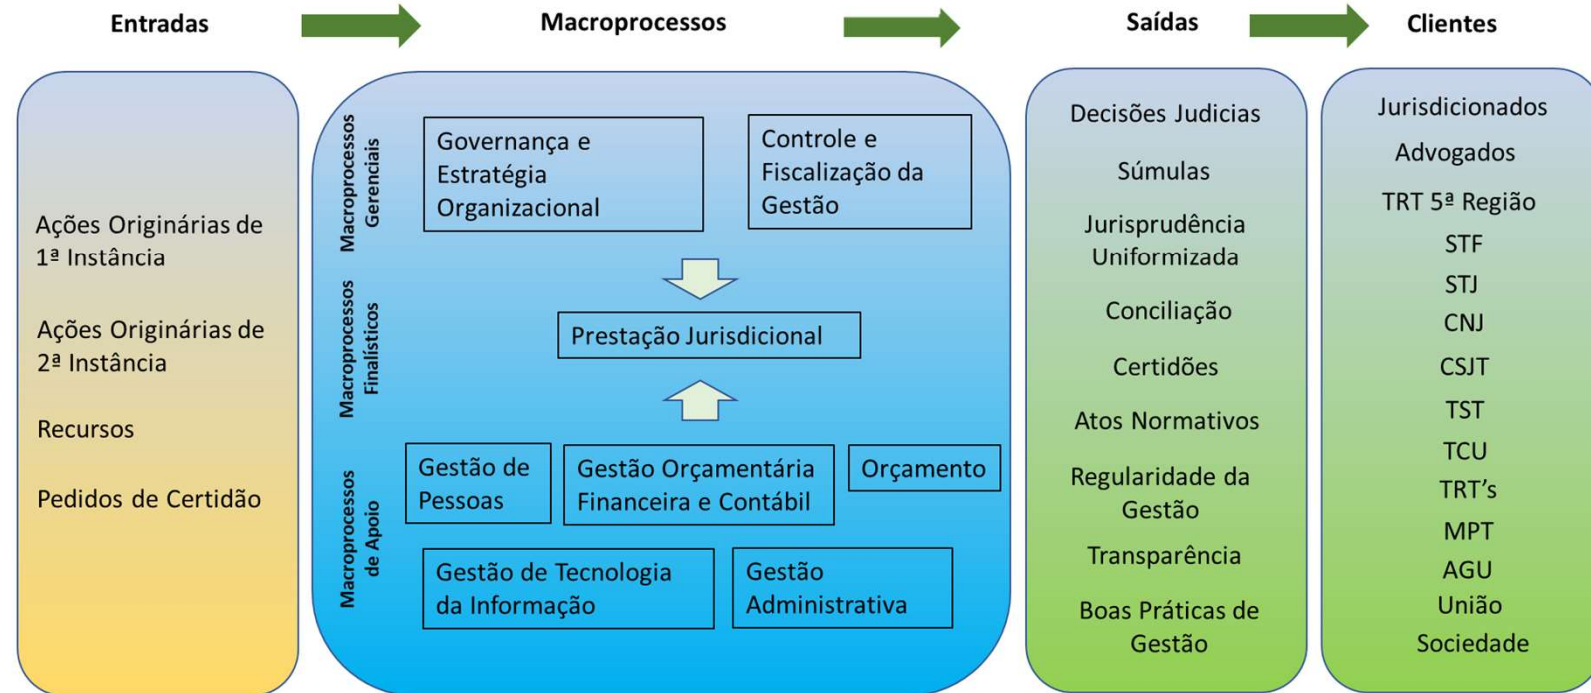 Entradas
Macroprocessos
Saídas
Clientes
Ações Originárias de
1ª Instância
Ações Originárias de
2ª Instância
Recursos
Pedidos de Certidão
Macroprocessos
Gerenciais
Governança e
Estratégia
Organizacional
Controle e
Fiscalização da
Gestão
Macroprocessos
Finalísticos
Prestação Jurisdicional
Macroprocessos
de Apoio
Gestão de
Pessoas
Gestão Orçamentária
Financeira e Contábil
Orçamento
Gestão de Tecnologia
da Informação
Gestão
Administrativa
Decisões Judicias
Súmulas
Jurisprudência
Uniformizada
Conciliação
Certidões
Atos Normativos
Regularidade da
Gestão
Transparência
Boas Práticas de
Gestão
Jurisdicionados
Advogados
TRT 5ª Região
STF
STJ
CNJ
CSJT
TST
TCU
TRT’s
MPT
AGU
União
Sociedade